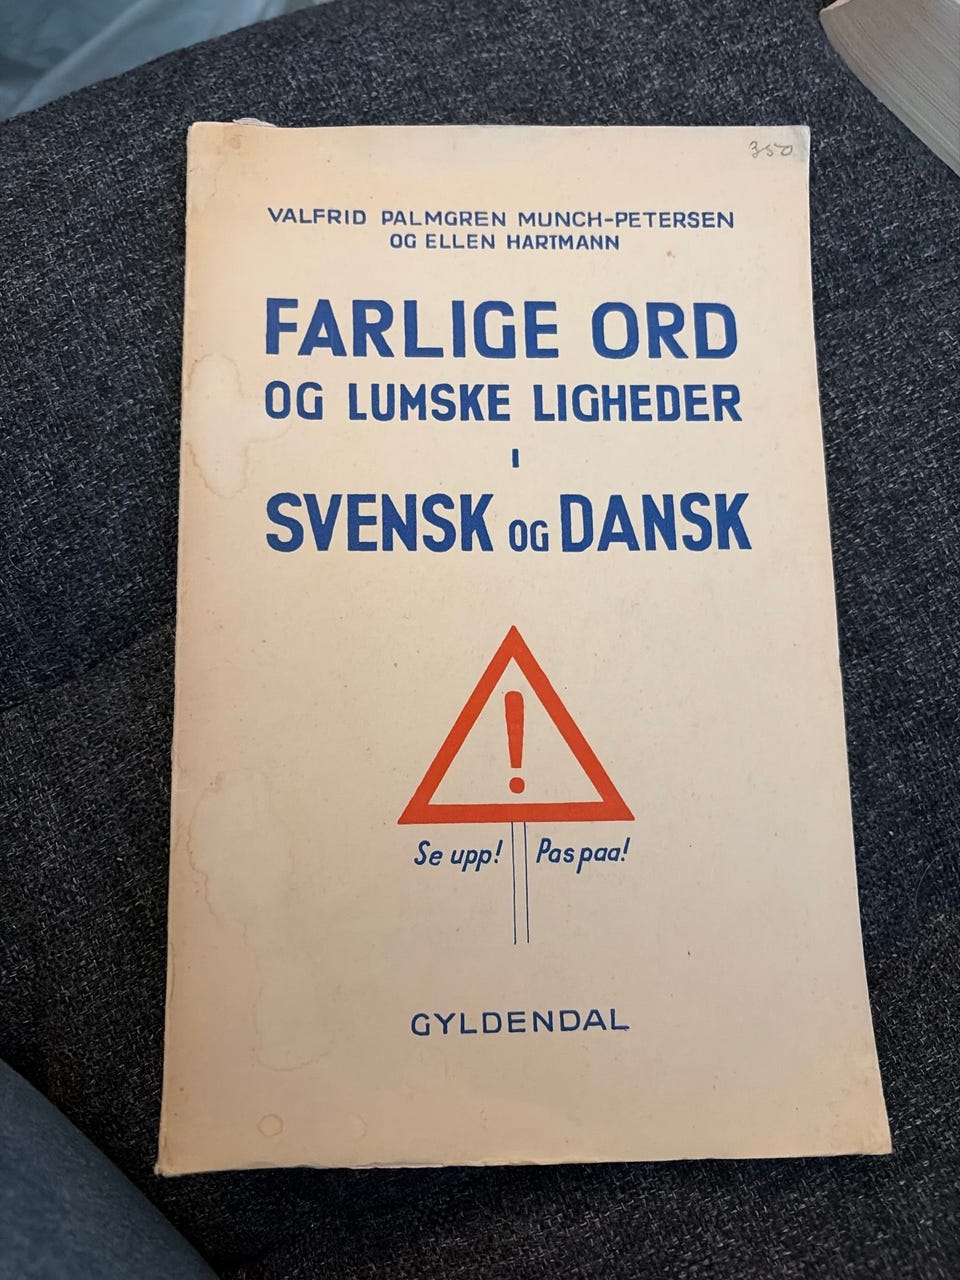 350
VALFRID PALMGREN MUNCH-PETERSEN
OG ELLEN HARTMANN
FARLIGE ORD
OG LUMSKE LIGHEDER
I
SVENSK OG DANSK
!
Se upp! Pas paa!
GYLDENDAL